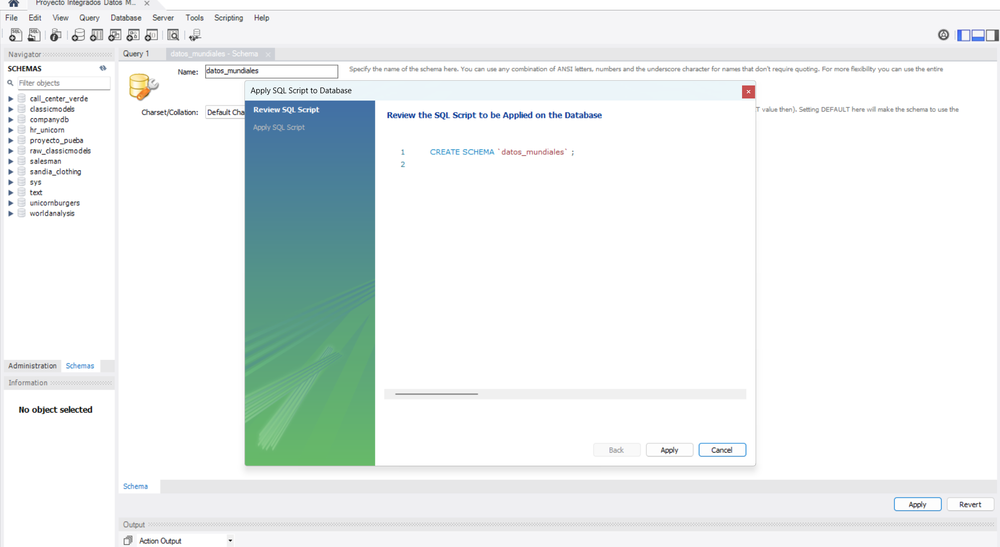 Proyecto Integrados Datos M...
File Edit View Query Database Server Tools Scripting Help
Navigator
SCHEMAS
Filter objects
call_center_verde
classicmodels
companydb
hr_unicorn
proyecto_pueba
raw_classicmodels
salesman
sandia_clothing
sys
text
unicornburgers
worldanalysis
Administration Schemas
Information
No object selected
Query 1 datos_mundiales - Schema
Name: datos_mundiales Specify the name of the schema here. You can use any combination of ANSI letters, numbers and the underscore character for names that don't require quoting. For more flexibility you can use the entire
Charset/Collation: Default Cha T value then). Setting DEFAULT here will make the schema to use the
Apply SQL Script to Database
Review SQL Script
Apply SQL Script
Review the SQL Script to be Applied on the Database
1 CREATE SCHEMA `datos_mundiales` ;
2
Back Apply Cancel
Schema
Apply Revert
Output
Action Output